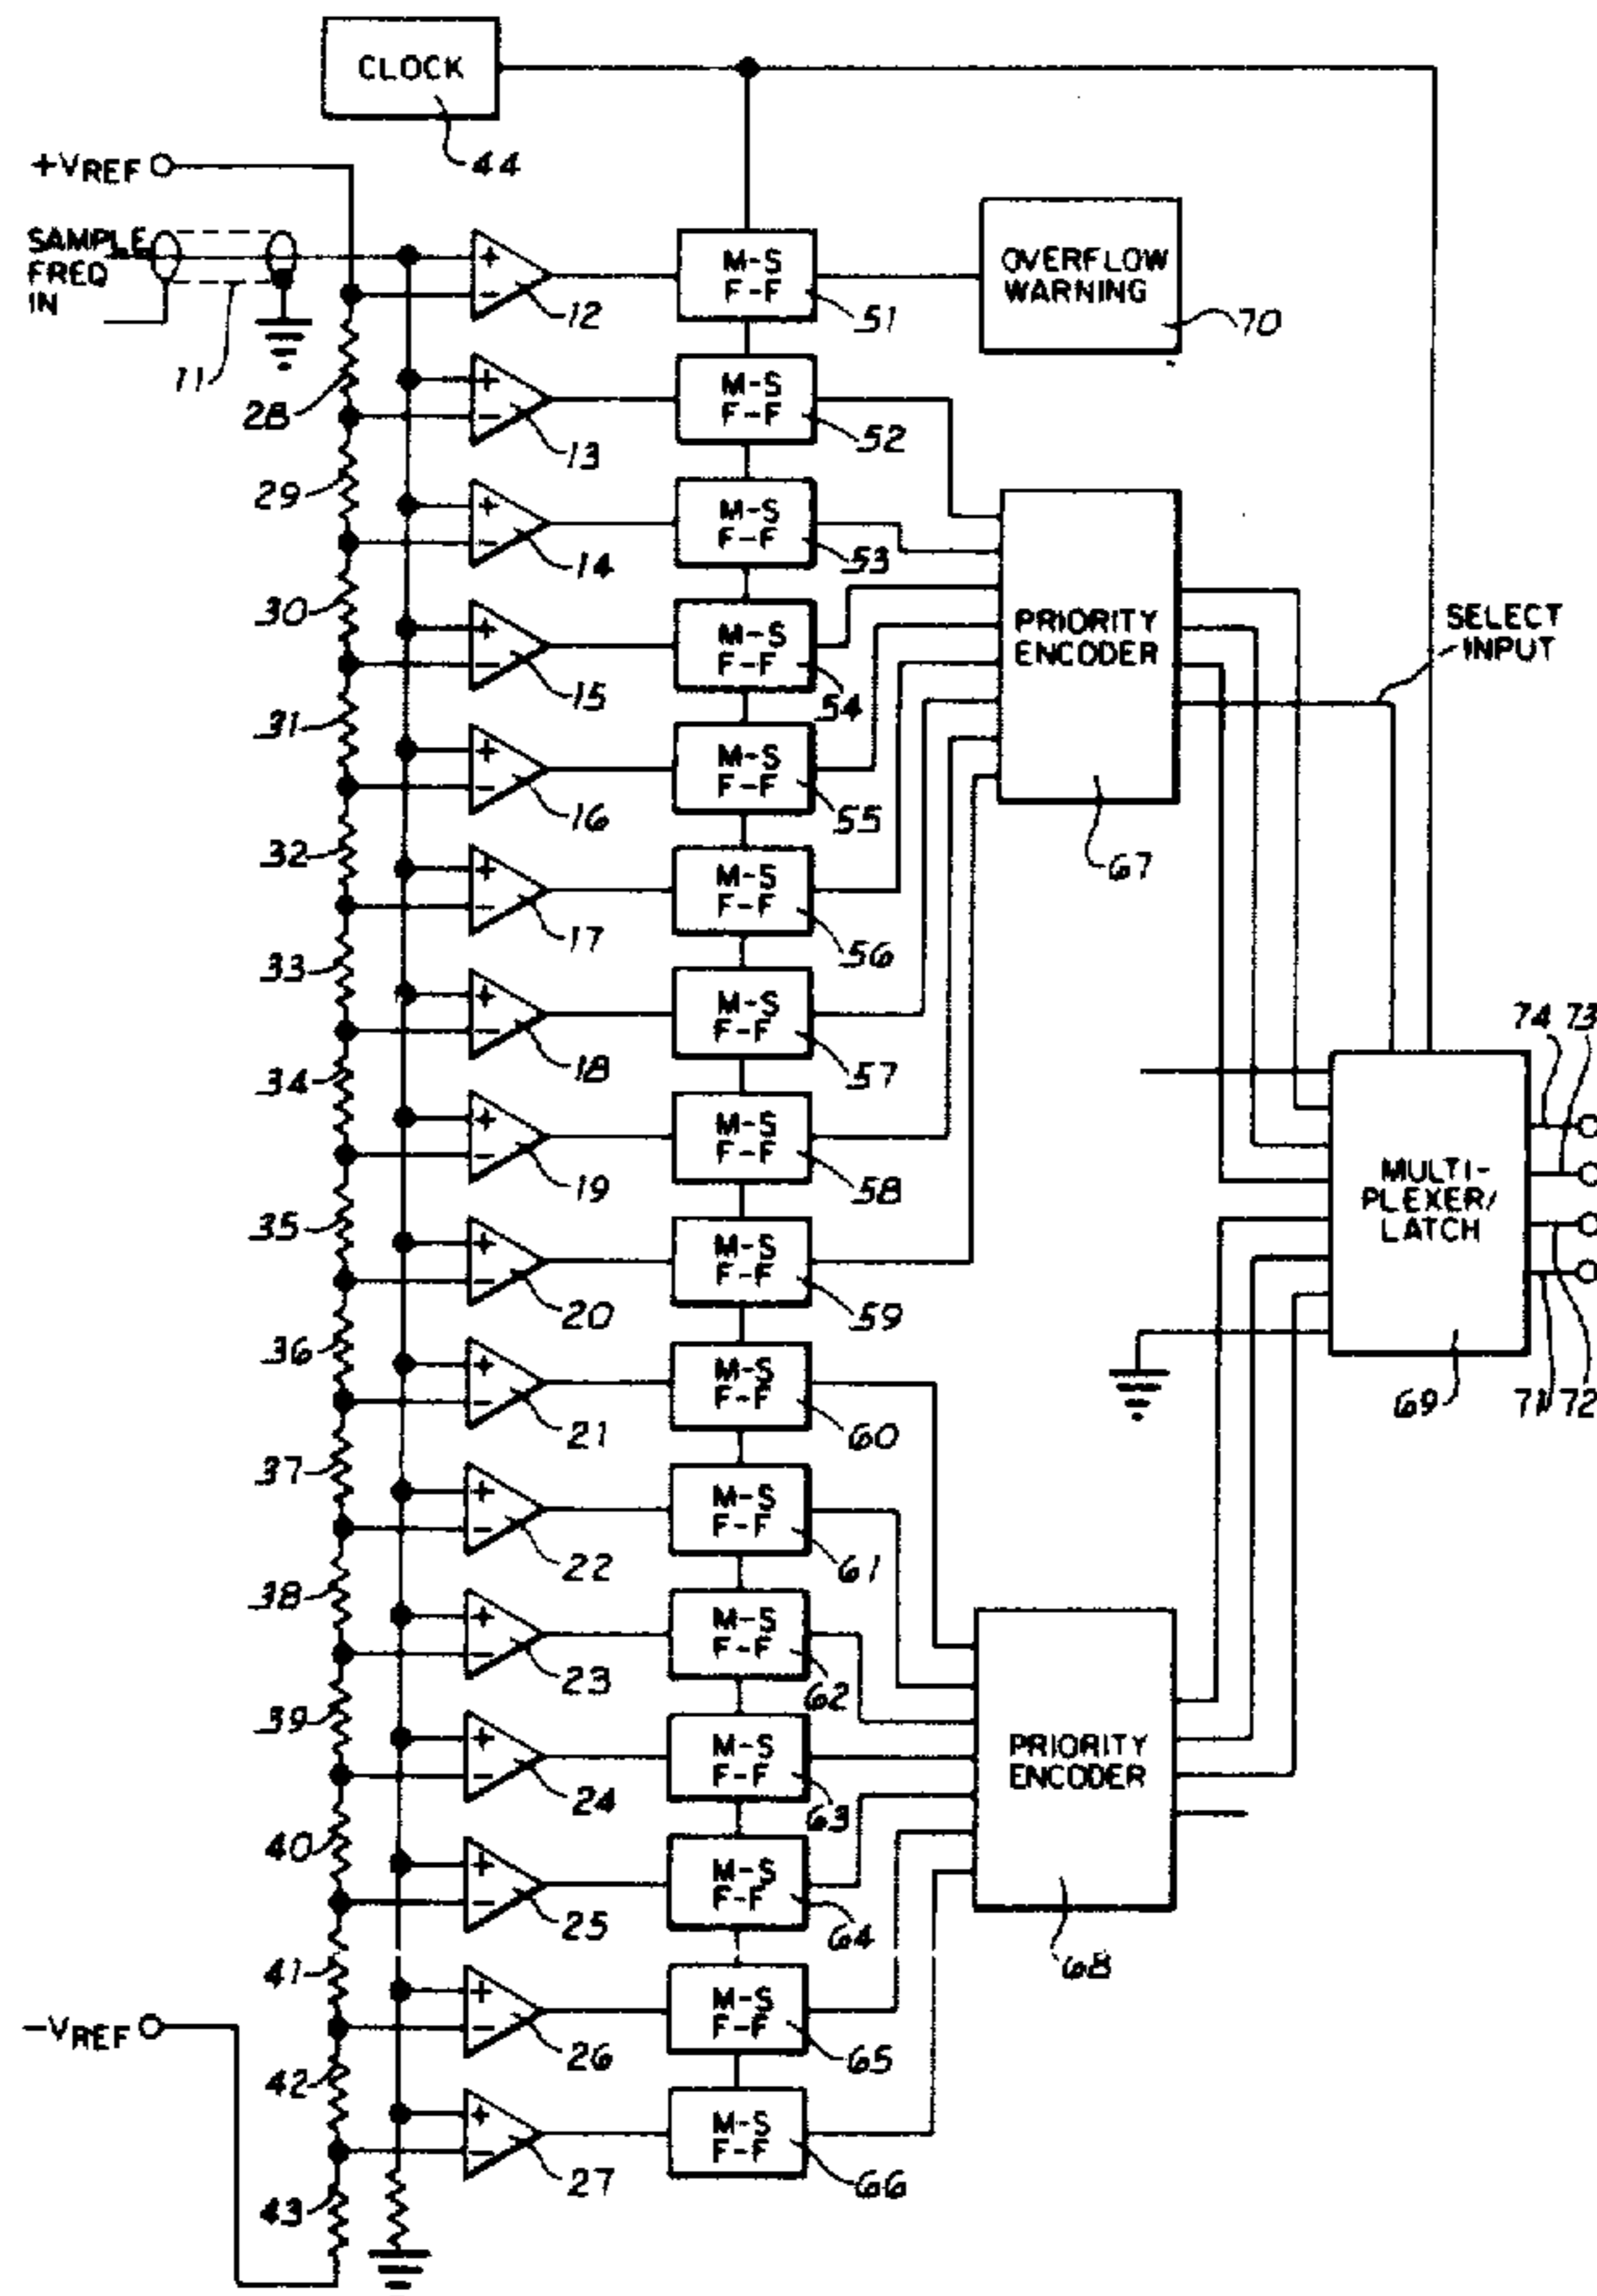 CLOCK
44
+VREF
SAMPLE
FREQ
IN
11
12
M-S
F-F
51
OVERFLOW
WARNING
70
28
13
M-S
F-F
52
29
14
M-S
F-F
53
30
15
M-S
F-F
54
PRIORITY
ENCODER
67
SELECT
INPUT
31
16
M-S
F-F
55
32
17
M-S
F-F
56
33
18
M-S
F-F
57
34
19
M-S
F-F
58
35
20
M-S
F-F
59
74 73
MULTI-
PLEXER/
LATCH
69
71 72
36
21
M-S
F-F
60
37
22
M-S
F-F
61
38
23
M-S
F-F
62
39
24
M-S
F-F
63
PRIORITY
ENCODER
68
40
25
M-S
F-F
64
41
26
M-S
F-F
65
-VREF
42
27
M-S
F-F
66
43